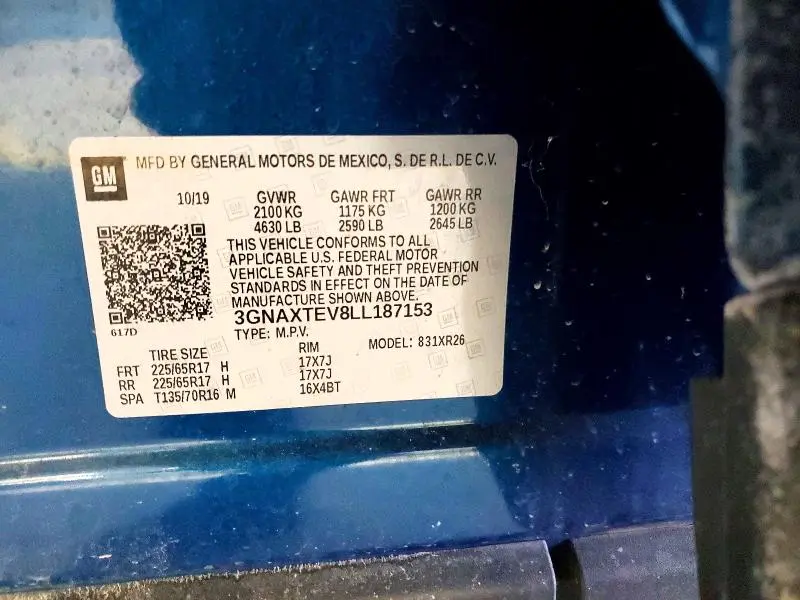 GM
MFD BY GENERAL MOTORS DE MEXICO, S. DE R.L. DE C.V.
10/19 GVWR GAWR FRT GAWR RR
2100 KG 1175 KG 1200 KG
4630 LB 2590 LB 2645 LB
THIS VEHICLE CONFORMS TO ALL
APPLICABLE U.S. FEDERAL MOTOR
VEHICLE SAFETY AND THEFT PREVENTION
STANDARDS IN EFFECT ON THE DATE OF
MANUFACTURE SHOWN ABOVE.
3GNAXTEV8LL187153
617D
TYPE: M.P.V. MODEL: 831XR26
TIRE SIZE RIM
FRT 225/65R17 H 17X7J
RR 225/65R17 H 17X7J
SPA T135/70R16 M 16X4BT